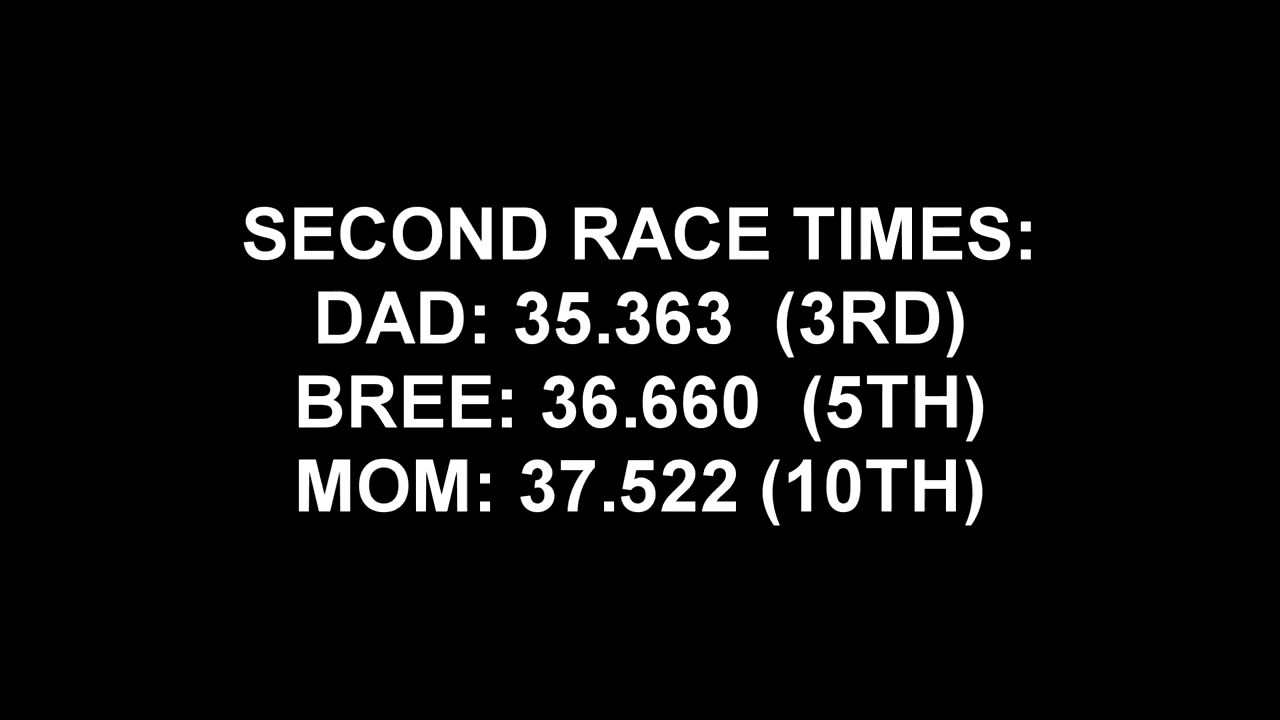 SECOND RACE TIMES:
DAD: 35.363  (3RD)
BREE: 36.660  (5TH)
MOM: 37.522 (10TH)